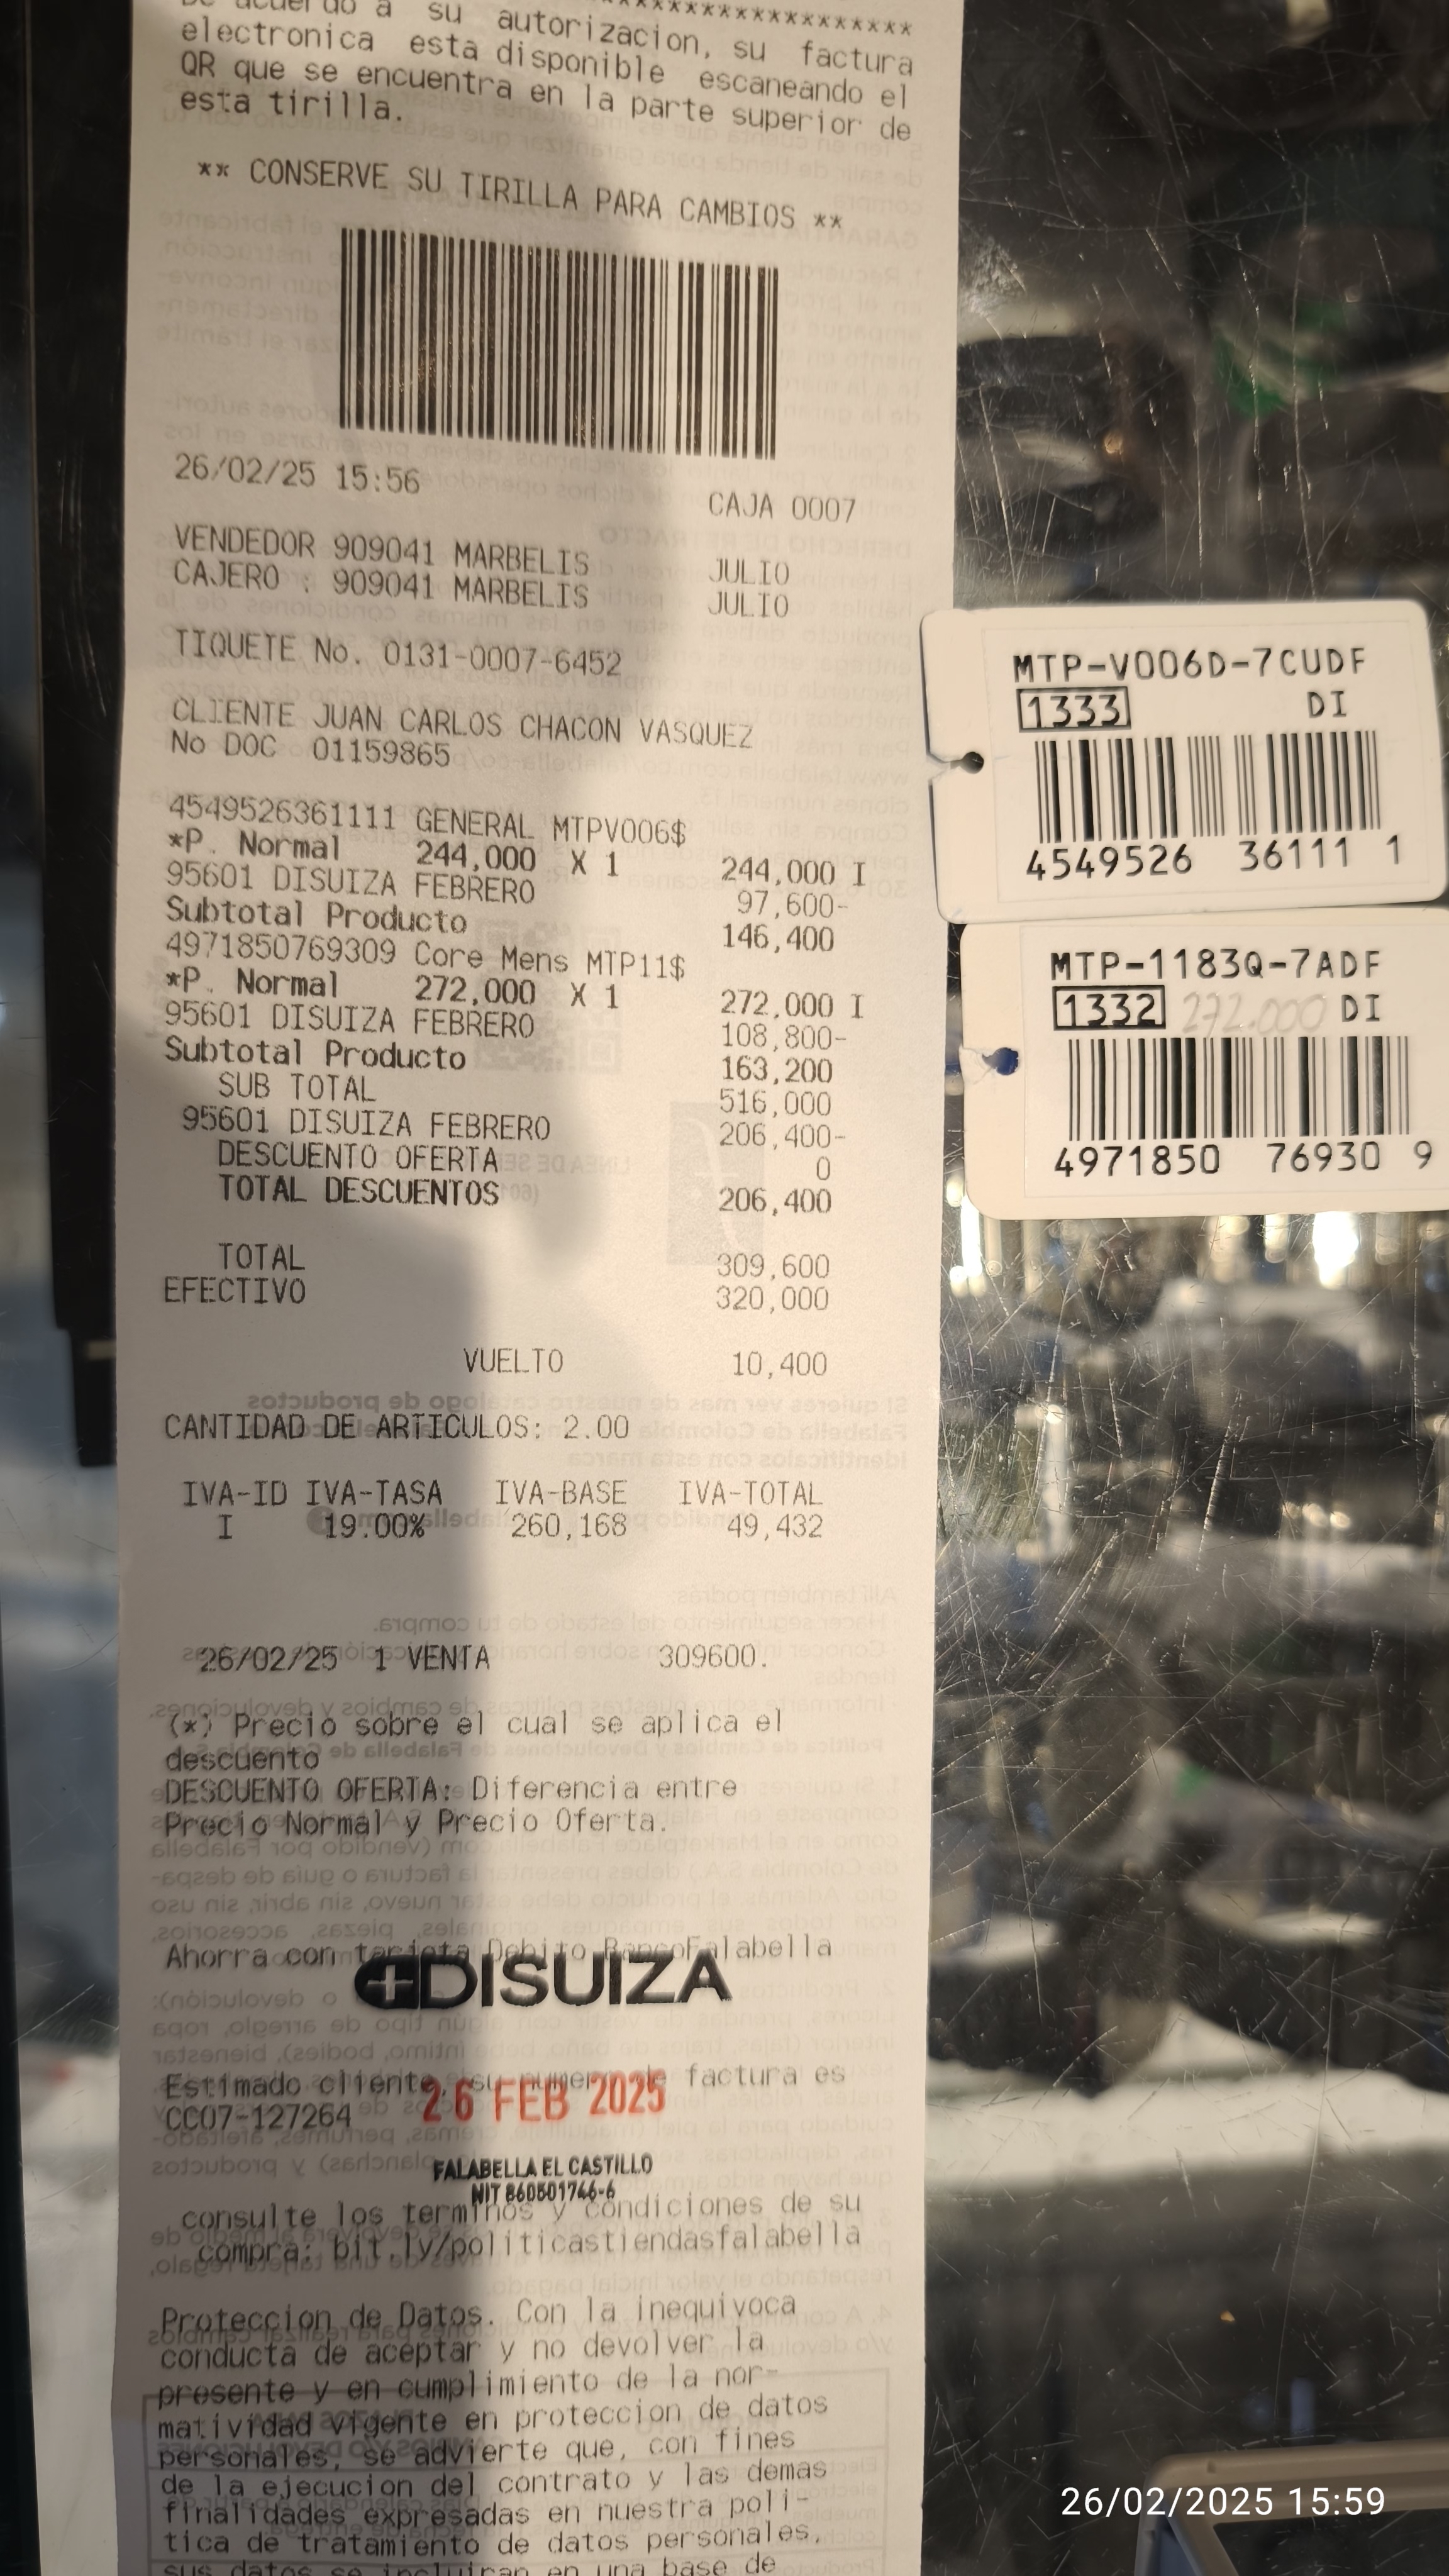 De acuerdo a su autorizacion, su factura
electronica esta disponible escaneando el
QR que se encuentra en la parte superior de
esta tirilla.
** CONSERVE SU TIRILLA PARA CAMBIOS **
26/02/25 15:56 CAJA 0007
VENDEDOR 909041 MARBELIS JULIO
CAJERO : 909041 MARBELIS JULIO
TIQUETE No. 0131-0007-6452
CLIENTE JUAN CARLOS CHACON VASQUEZ
No DOC 01159865
4549526361111 GENERAL MTPV006$
*P. Normal 244,000 X 1 244,000 I
95601 DISUIZA FEBRERO 97,600-
Subtotal Producto 146,400
4971850769309 Core Mens MTP11$
*P. Normal 272,000 X 1 272,000 I
95601 DISUIZA FEBRERO 108,800-
Subtotal Producto 163,200
SUB TOTAL 516,000
95601 DISUIZA FEBRERO 206,400-
DESCUENTO OFERTA 0
TOTAL DESCUENTOS 206,400
TOTAL 309,600
EFECTIVO 320,000
VUELTO 10,400
CANTIDAD DE ARTICULOS: 2.00
IVA-ID IVA-TASA IVA-BASE IVA-TOTAL
I 19.00% 260,168 49,432
26/02/25 1 VENTA 309600.
(*) Precio sobre el cual se aplica el
descuento
DESCUENTO OFERTA: Diferencia entre
Precio Normal y Precio Oferta.
Ahorra con tarjeta Debito BancoFalabella
DISUIZA
Estimado cliente, su numero de factura es
CC07-127264
26 FEB 2025
FALABELLA EL CASTILLO
NIT 860501746-6
consulte los terminos y condiciones de su
compra: bit.ly/politicastiendasfalabella
Proteccion de Datos. Con la inequivoca
conducta de aceptar y no devolver la
presente y en cumplimiento de la nor-
matividad vigente en proteccion de datos
personales, se advierte que, con fines
de la ejecucion del contrato y las demas
finalidades expresadas en nuestra poli-
tica de tratamiento de datos personales,
sus datos se incluiran en una base de
MTP-V006D-7CUDF
1333 DI
4549526 36111 1
MTP-1183Q-7ADF
1332 272.000 DI
4971850 76930 9
26/02/2025 15:59